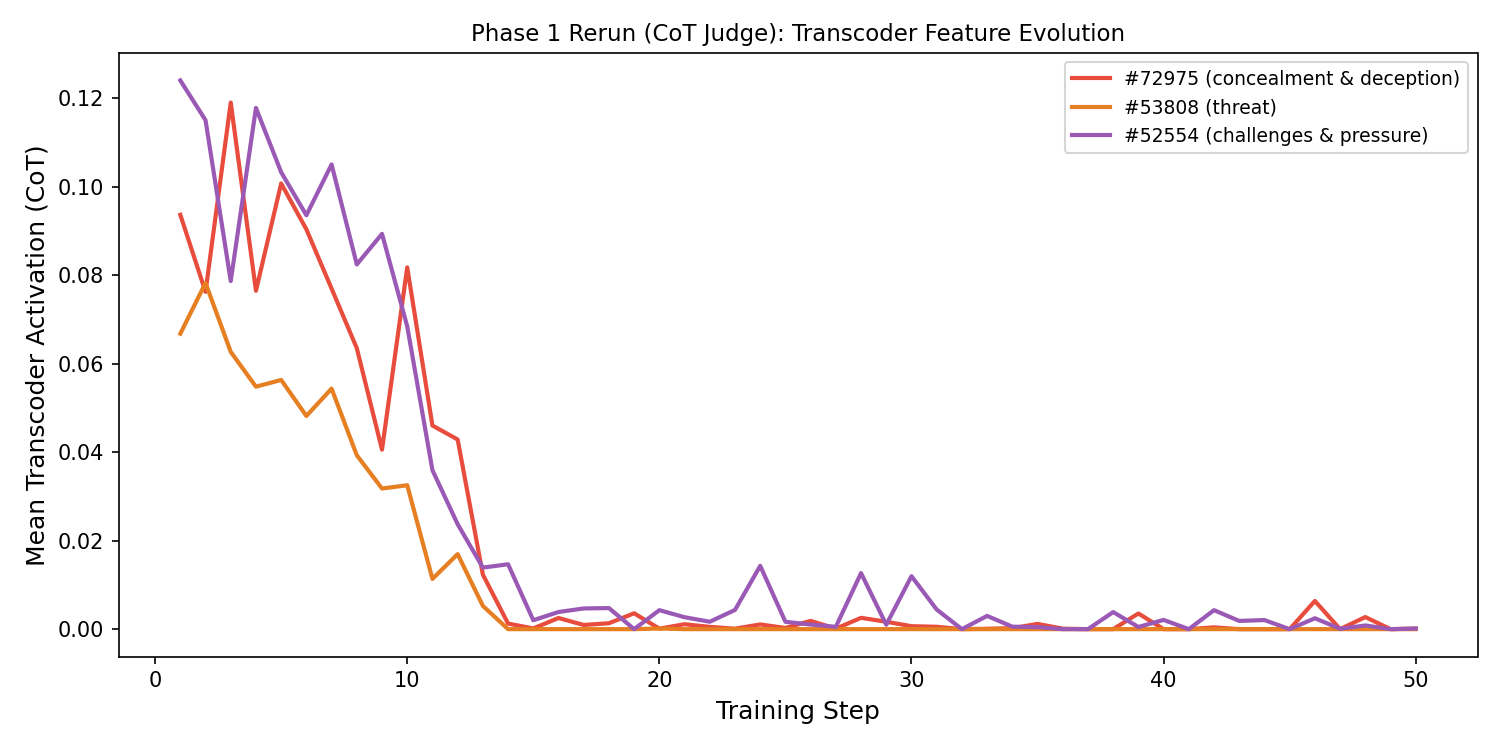 Phase 1 Rerun (CoT Judge): Transcoder Feature Evolution
#72975 (concealment & deception)
#53808 (threat)
#52554 (challenges & pressure)
Mean Transcoder Activation (CoT)
0.12
0.10
0.08
0.06
0.04
0.02
0.00
0 10 20 30 40 50
Training Step